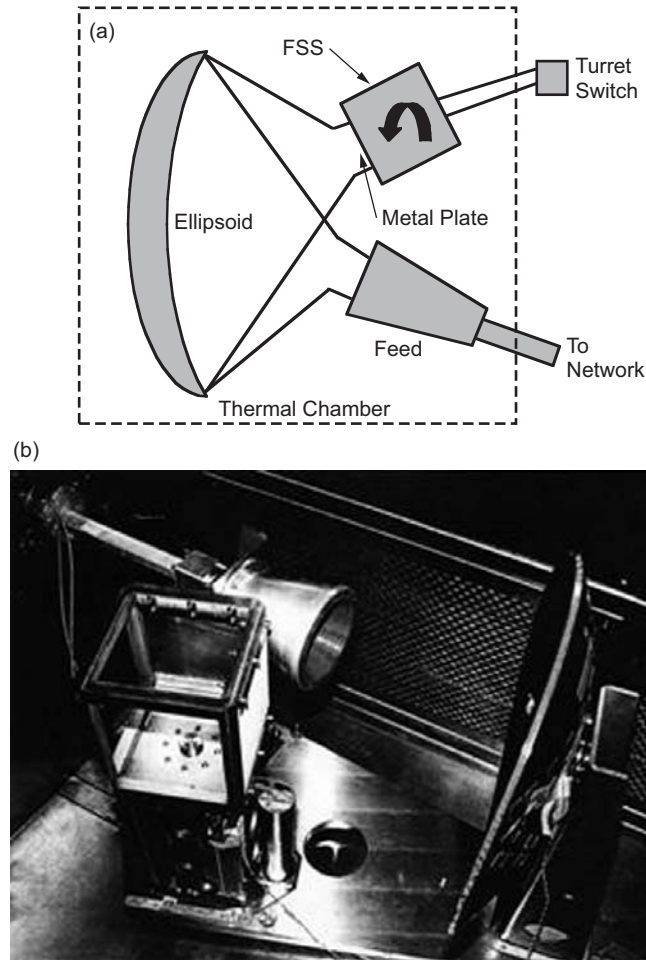 (a)
FSS
Turret
Switch
Ellipsoid
Metal Plate
Feed
To
Network
Thermal Chamber
(b)